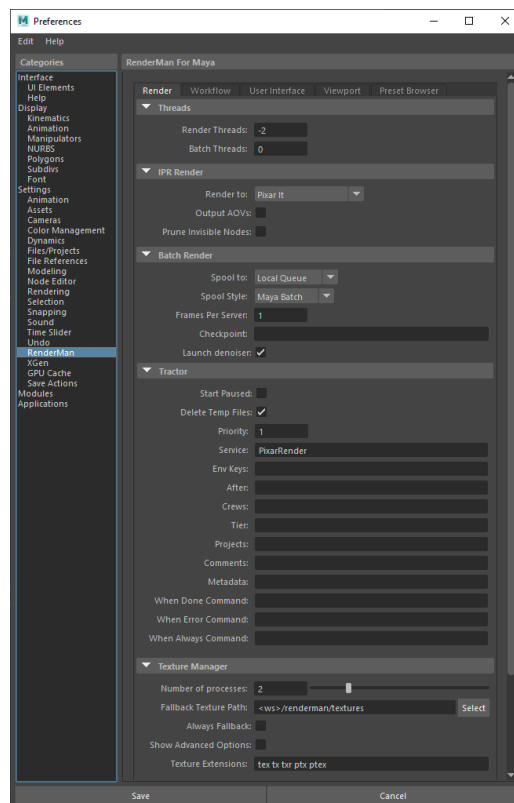 Preferences
Edit Help
Categories
Interface
UI Elements
Help
Display
Kinematics
Animation
Manipulators
NURBS
Polygons
Subdivs
Font
Settings
Animation
Assets
Cameras
Color Management
Dynamics
Files/Projects
File References
Modeling
Node Editor
Rendering
Selection
Snapping
Sound
Time Slider
Undo
RenderMan
XGen
GPU Cache
Save Actions
Modules
Applications
RenderMan For Maya
Render Workflow User Interface Viewport Preset Browser
Threads
Render Threads: -2
Batch Threads: 0
IPR Render
Render to: Pixar It
Output AOVs:
Prune Invisible Nodes:
Batch Render
Spool to: Local Queue
Spool Style: Maya Batch
Frames Per Server: 1
Checkpoint:
Launch denoiser:
Tractor
Start Paused:
Delete Temp Files:
Priority: 1
Service: PixarRender
Env Keys:
After:
Crews:
Tier:
Projects:
Comments:
Metadata:
When Done Command:
When Error Command:
When Always Command:
Texture Manager
Number of processes: 2
Fallback Texture Path: <ws>/renderman/textures Select
Always Fallback:
Show Advanced Options:
Texture Extensions: tex tx txr ptx ptex
Save Cancel